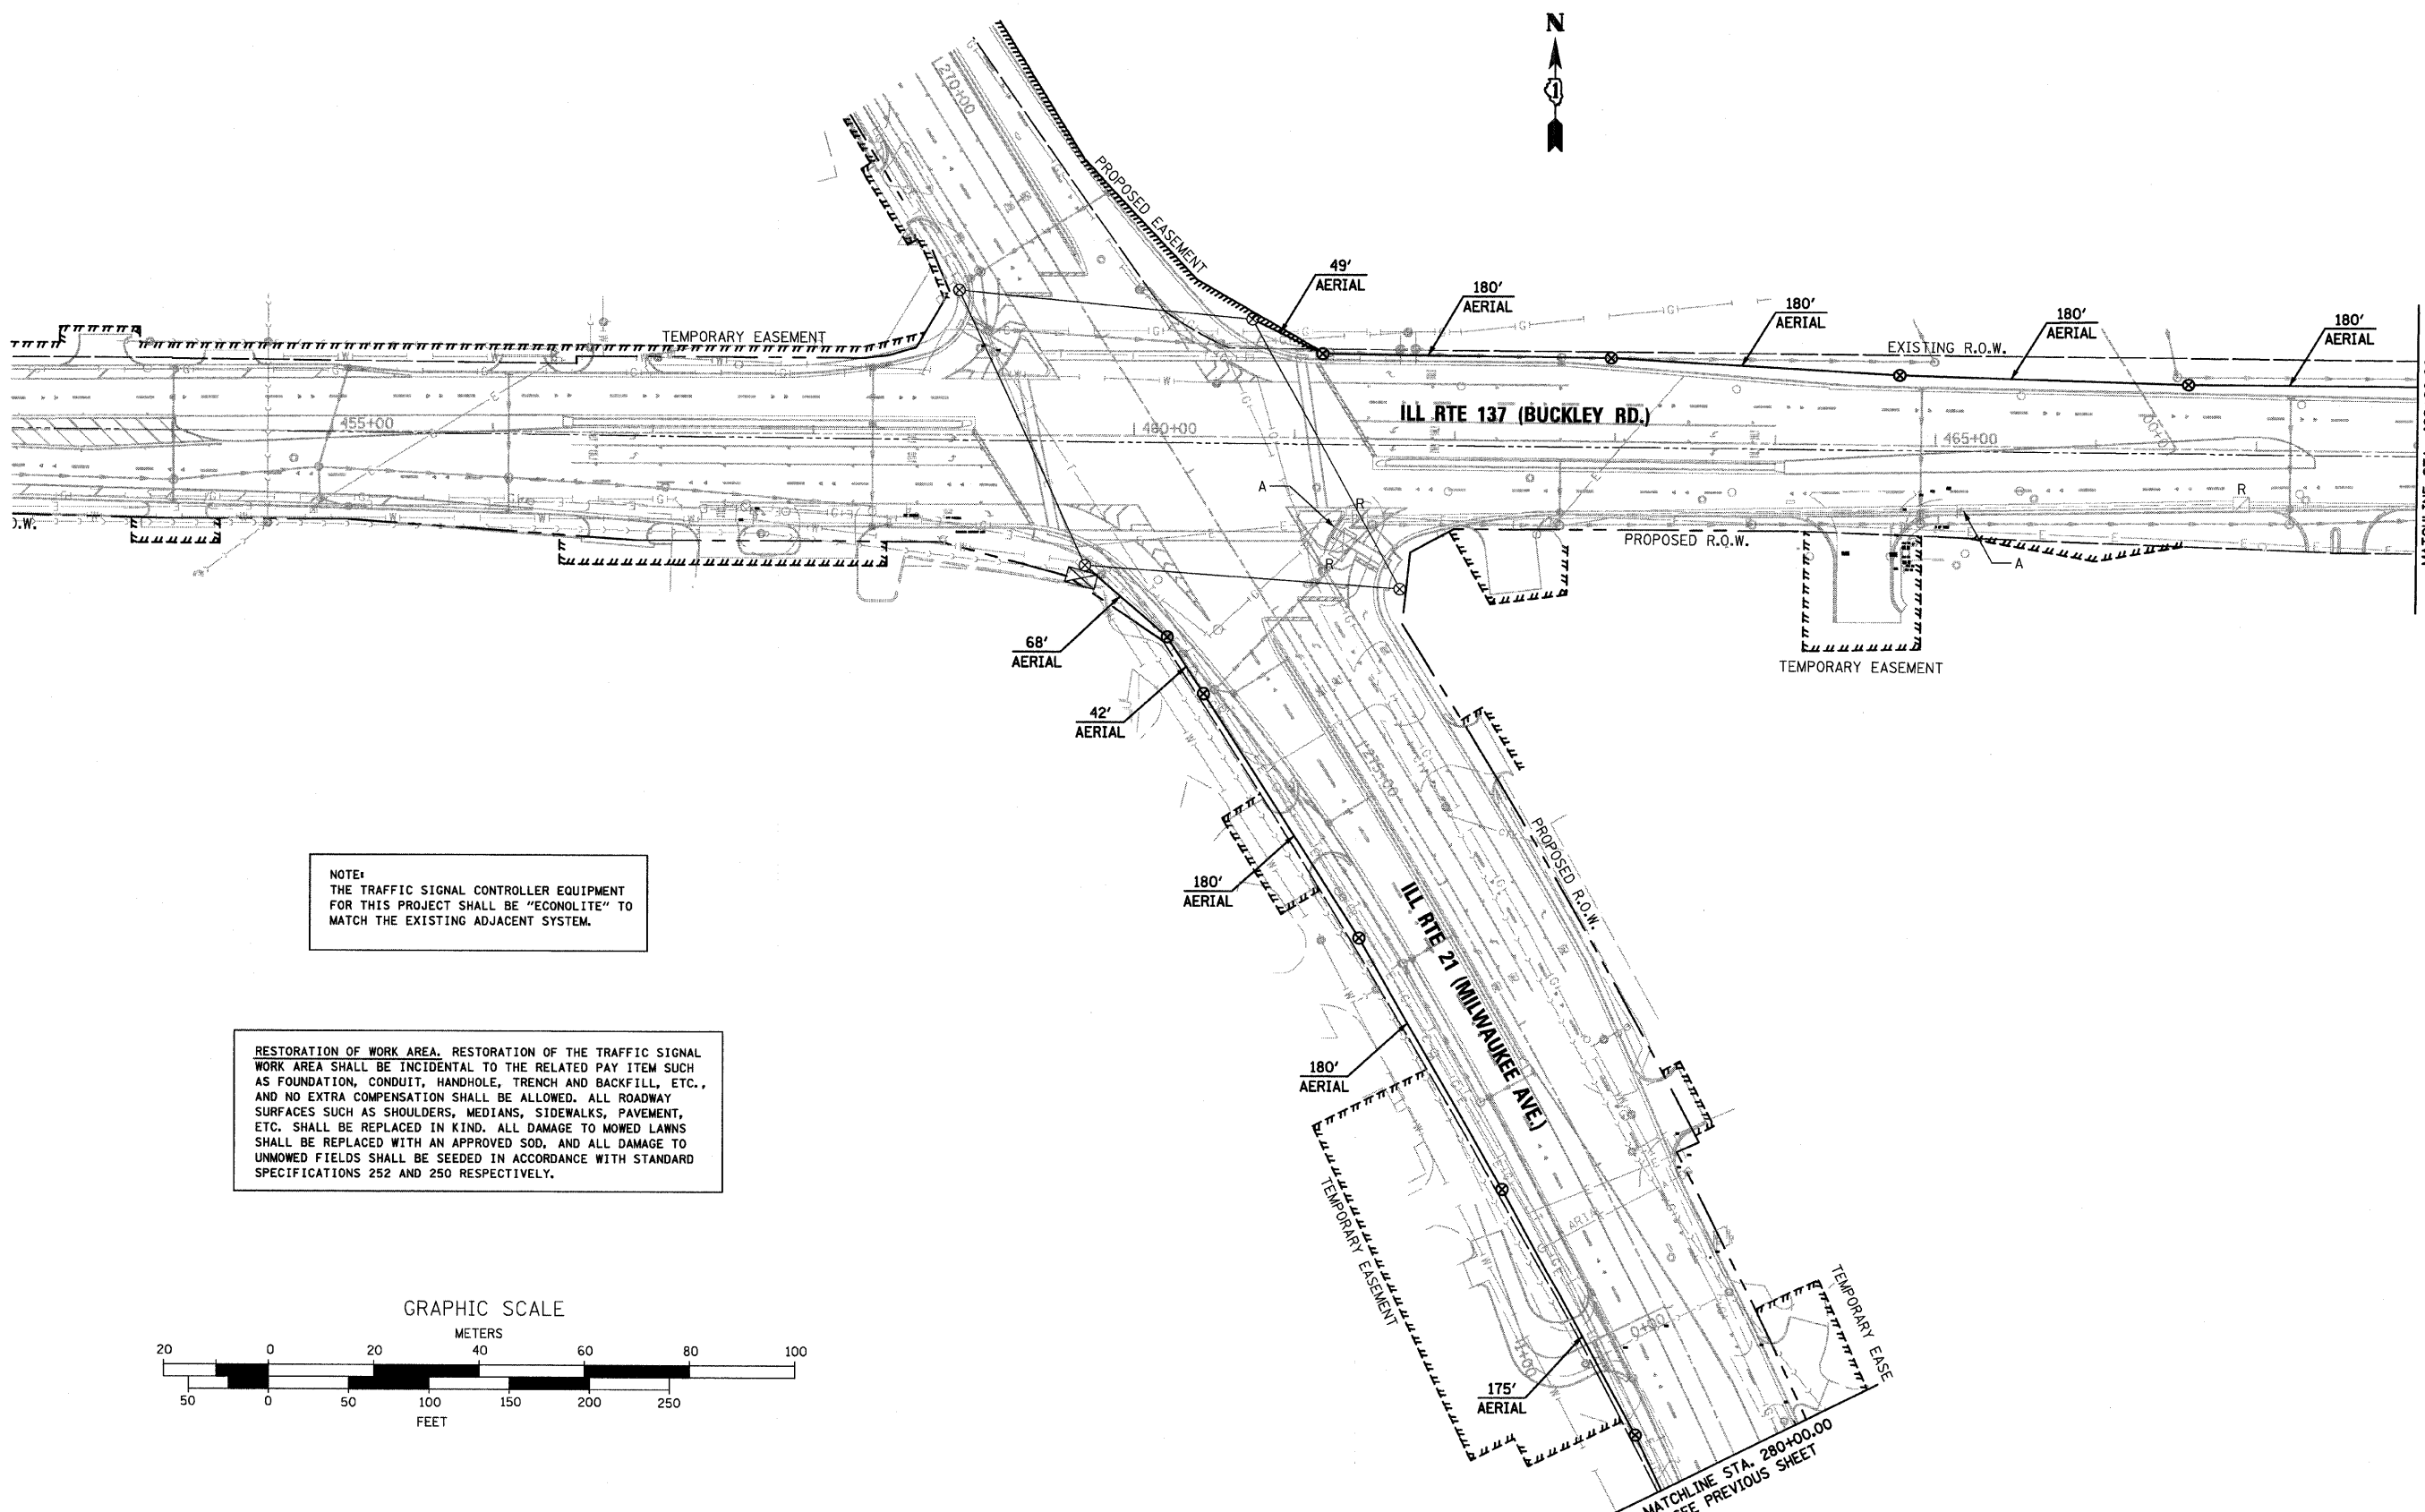 N
1
270+00
PROPOSED EASEMENT
49'
AERIAL
180'
AERIAL
180'
AERIAL
180'
AERIAL
180'
AERIAL
TEMPORARY EASEMENT
EXISTING R.O.W.
ILL RTE 137 (BUCKLEY RD.)
455+00
460+00
465+00
A
R
R
R
A
O.W.
PROPOSED R.O.W.
TEMPORARY EASEMENT
68'
AERIAL
42'
AERIAL
275+00
PROPOSED R.O.W.
180'
AERIAL
ILL RTE 21 (MILWAUKEE AVE.)
180'
AERIAL
TEMPORARY EASEMENT
0+00
1+00
TEMPORARY EASE
175'
AERIAL
MATCHLINE STA. 280+00.00
SEE PREVIOUS SHEET
NOTE:
THE TRAFFIC SIGNAL CONTROLLER EQUIPMENT
FOR THIS PROJECT SHALL BE "ECONOLITE" TO
MATCH THE EXISTING ADJACENT SYSTEM.
RESTORATION OF WORK AREA. RESTORATION OF THE TRAFFIC SIGNAL
WORK AREA SHALL BE INCIDENTAL TO THE RELATED PAY ITEM SUCH
AS FOUNDATION, CONDUIT, HANDHOLE, TRENCH AND BACKFILL, ETC.,
AND NO EXTRA COMPENSATION SHALL BE ALLOWED. ALL ROADWAY
SURFACES SUCH AS SHOULDERS, MEDIANS, SIDEWALKS, PAVEMENT,
ETC. SHALL BE REPLACED IN KIND. ALL DAMAGE TO MOWED LAWNS
SHALL BE REPLACED WITH AN APPROVED SOD, AND ALL DAMAGE TO
UNMOWED FIELDS SHALL BE SEEDED IN ACCORDANCE WITH STANDARD
SPECIFICATIONS 252 AND 250 RESPECTIVELY.
GRAPHIC SCALE
METERS
20 0 20 40 60 80 100
50 0 50 100 150 200 250
FEET